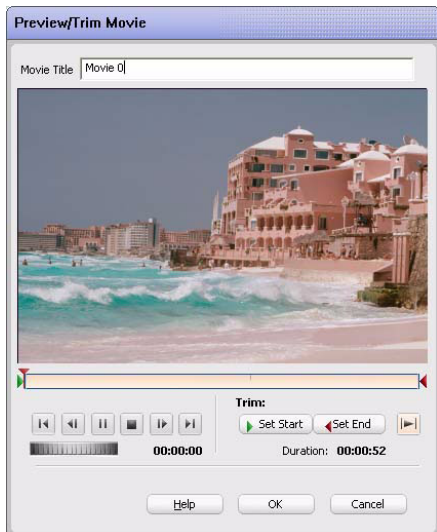 Preview/Trim Movie
Movie Title Movie 0
Trim:
Set Start Set End
00:00:00 Duration: 00:00:52
Help OK Cancel